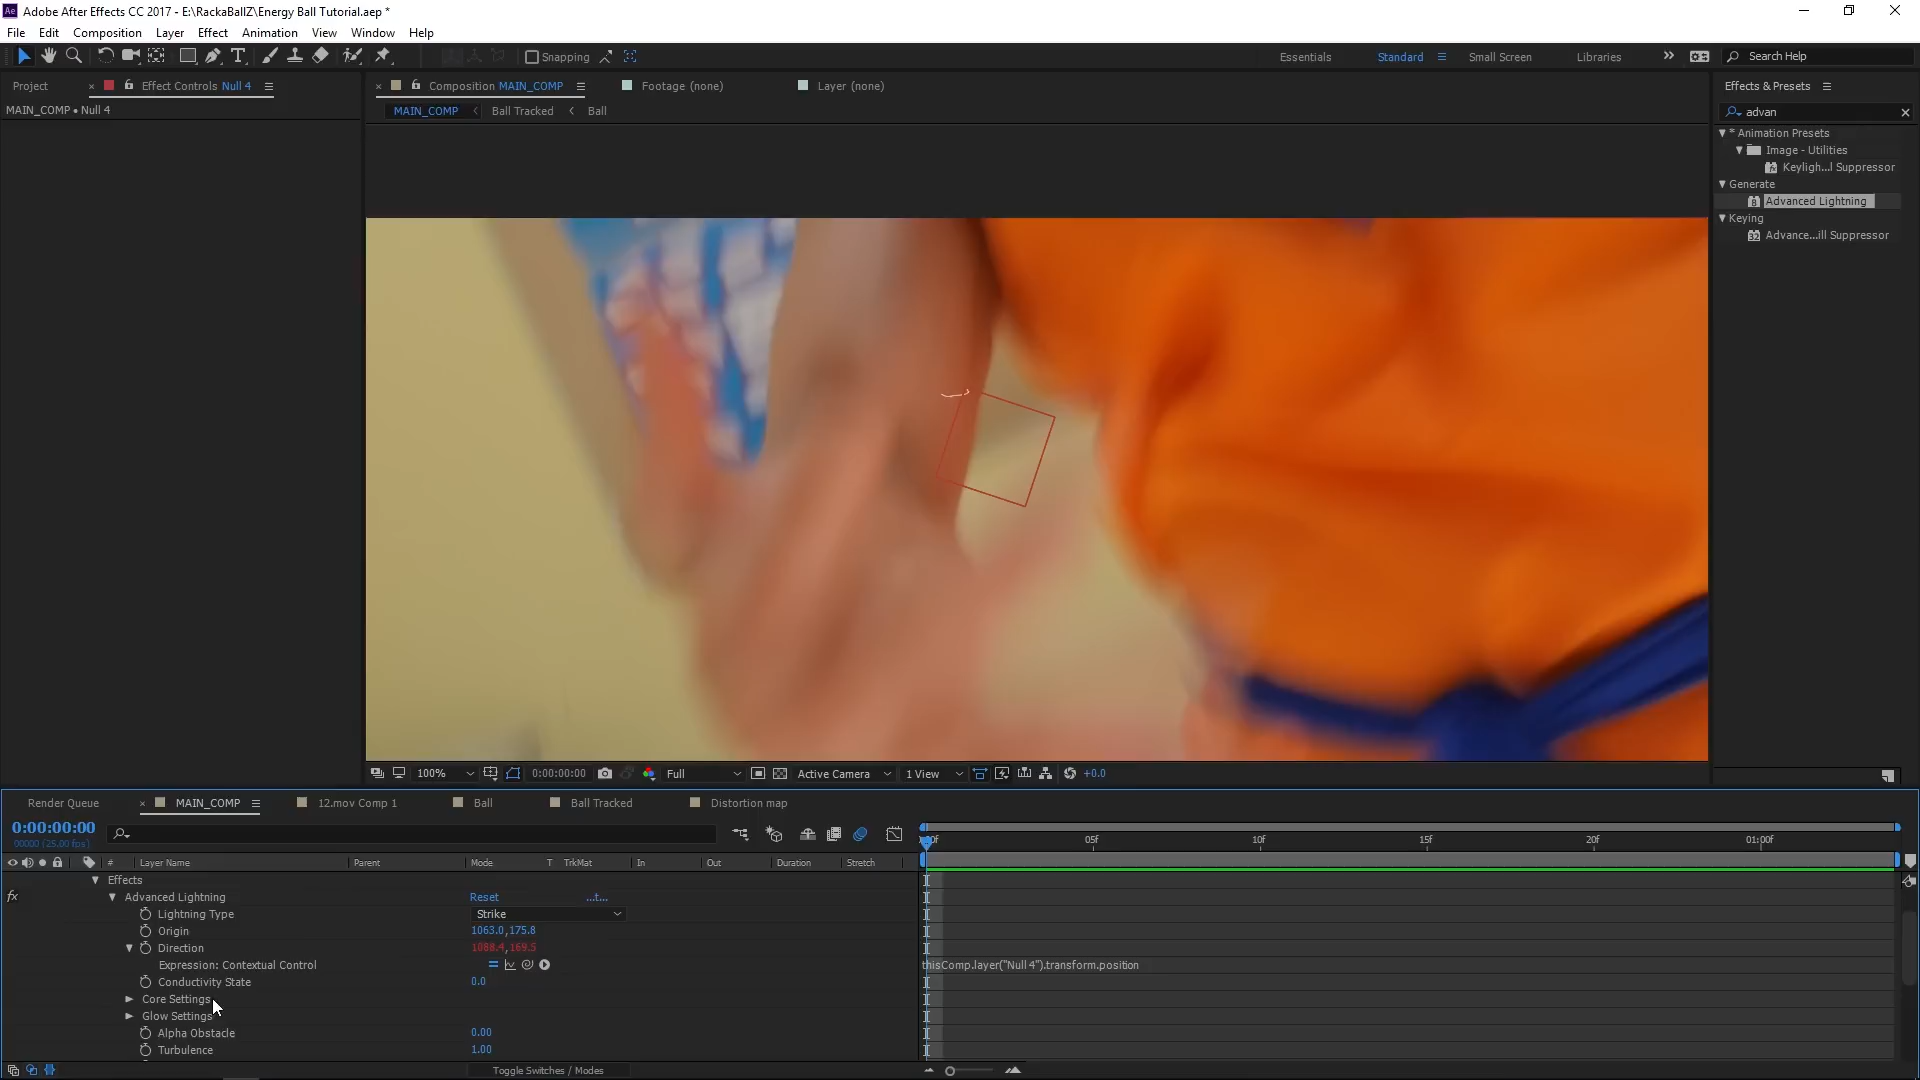 Adobe After Effects CC 2017 - E:\RackaBallZ\Energy Ball Tutorial.aep *
File Edit Composition Layer Effect Animation View Window Help
Snapping Essentials Standard Small Screen Libraries Search Help
Project Effect Controls Null 4 Composition MAIN_COMP Footage (none) Layer (none) Effects & Presets
MAIN_COMP • Null 4 MAIN_COMP Ball Tracked Ball advan
* Animation Presets
Image - Utilities
Keyligh...l Suppressor
Generate
Advanced Lightning
Keying
Advance...ill Suppressor
100% 0:00:00:00 Full Active Camera 1 View +0.0
Render Queue MAIN_COMP 12.mov Comp 1 Ball Ball Tracked Distortion map
0:00:00:00
00000 (25.00 fps)
05f 10f 15f 20f 01:00f
# Layer Name Parent Mode T TrkMat In Out Duration Stretch
Effects
fx Advanced Lightning Reset ...t...
Lightning Type Strike
Origin 1063.0,175.8
Direction 1088.4,169.5
Expression: Contextual Control thisComp.layer("Null 4").transform.position
Conductivity State 0.0
Core Settings
Glow Settings
Alpha Obstacle 0.00
Turbulence 1.00
Toggle Switches / Modes